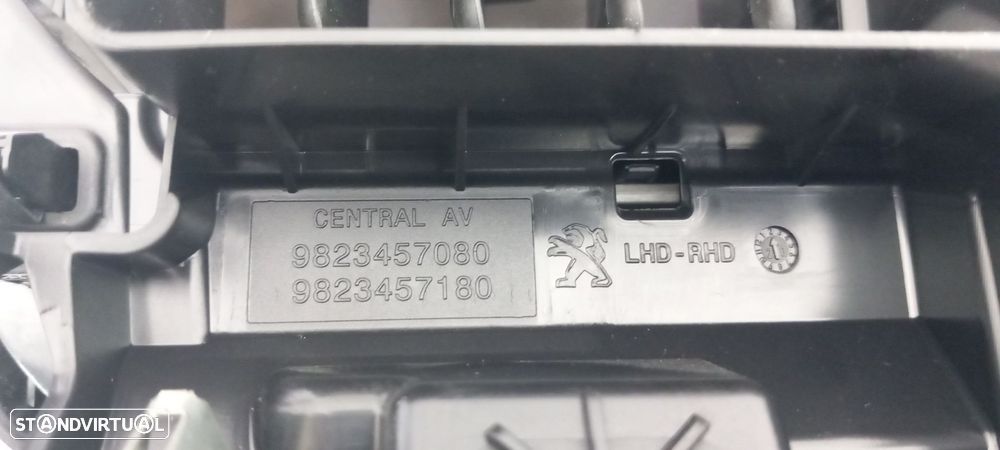 CENTRAL AV
9823457080
9823457180
LHD-RHD
STANDVIRTUAL